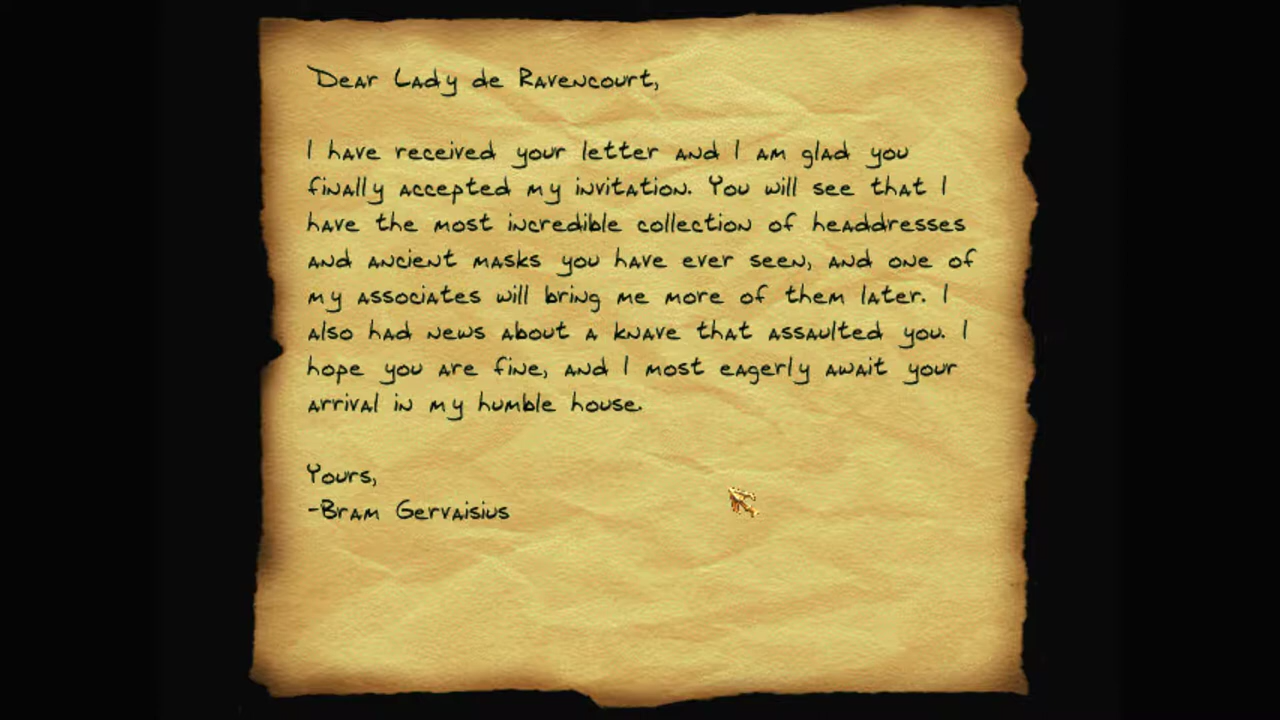 Dear Lady de Ravencourt,
I have received your letter and I am glad you
finally accepted my invitation. You will see that I
have the most incredible collection of headdresses
and ancient masks you have ever seen, and one of
my associates will bring me more of them later. I
also had news about a knave that assaulted you. I
hope you are fine, and I most eagerly await your
arrival in my humble house.
Yours,
-Bram Gervaisius